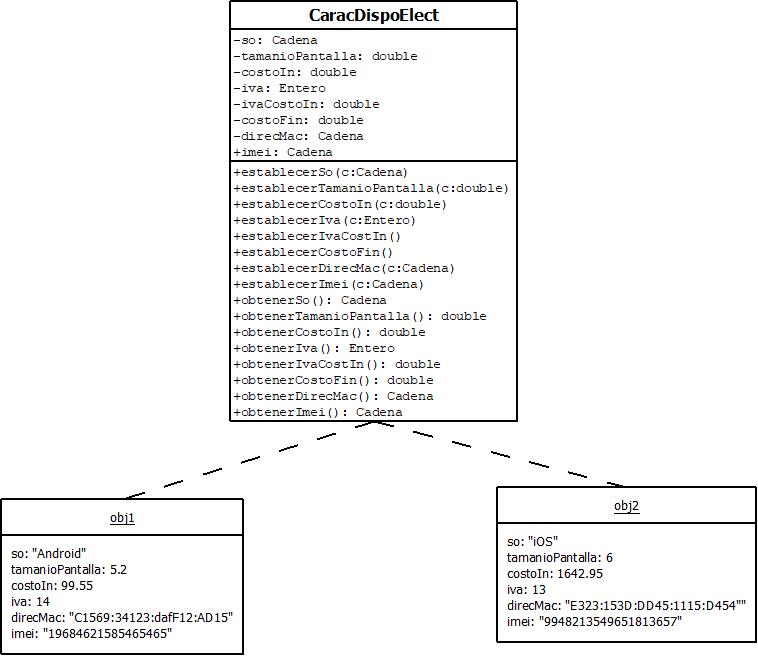 CaracDispoElect
-so: Cadena
-tamanioPantalla: double
-costoIn: double
-iva: Entero
-ivaCostoIn: double
-costoFin: double
-direcMac: Cadena
+imei: Cadena
+establecerSo(c:Cadena)
+establecerTamanioPantalla(c:double)
+establecerCostoIn(c:double)
+establecerIva(c:Entero)
+establecerIvaCostIn()
+establecerCostoFin()
+establecerDirecMac(c:Cadena)
+establecerImei(c:Cadena)
+obtenerSo(): Cadena
+obtenerTamanioPantalla(): double
+obtenerCostoIn(): double
+obtenerIva(): Entero
+obtenerIvaCostIn(): double
+obtenerCostoFin(): double
+obtenerDirecMac(): Cadena
+obtenerImei(): Cadena
obj1
so: "Android"
tamanioPantalla: 5.2
costoIn: 99.55
iva: 14
direcMac: "C1569:34123:dafF12:AD15"
imei: "19684621585465465"
obj2
so: "iOS"
tamanioPantalla: 6
costoIn: 1642.95
iva: 13
direcMac: "E323:153D:DD45:1115:D454""
imei: "9948213549651813657"